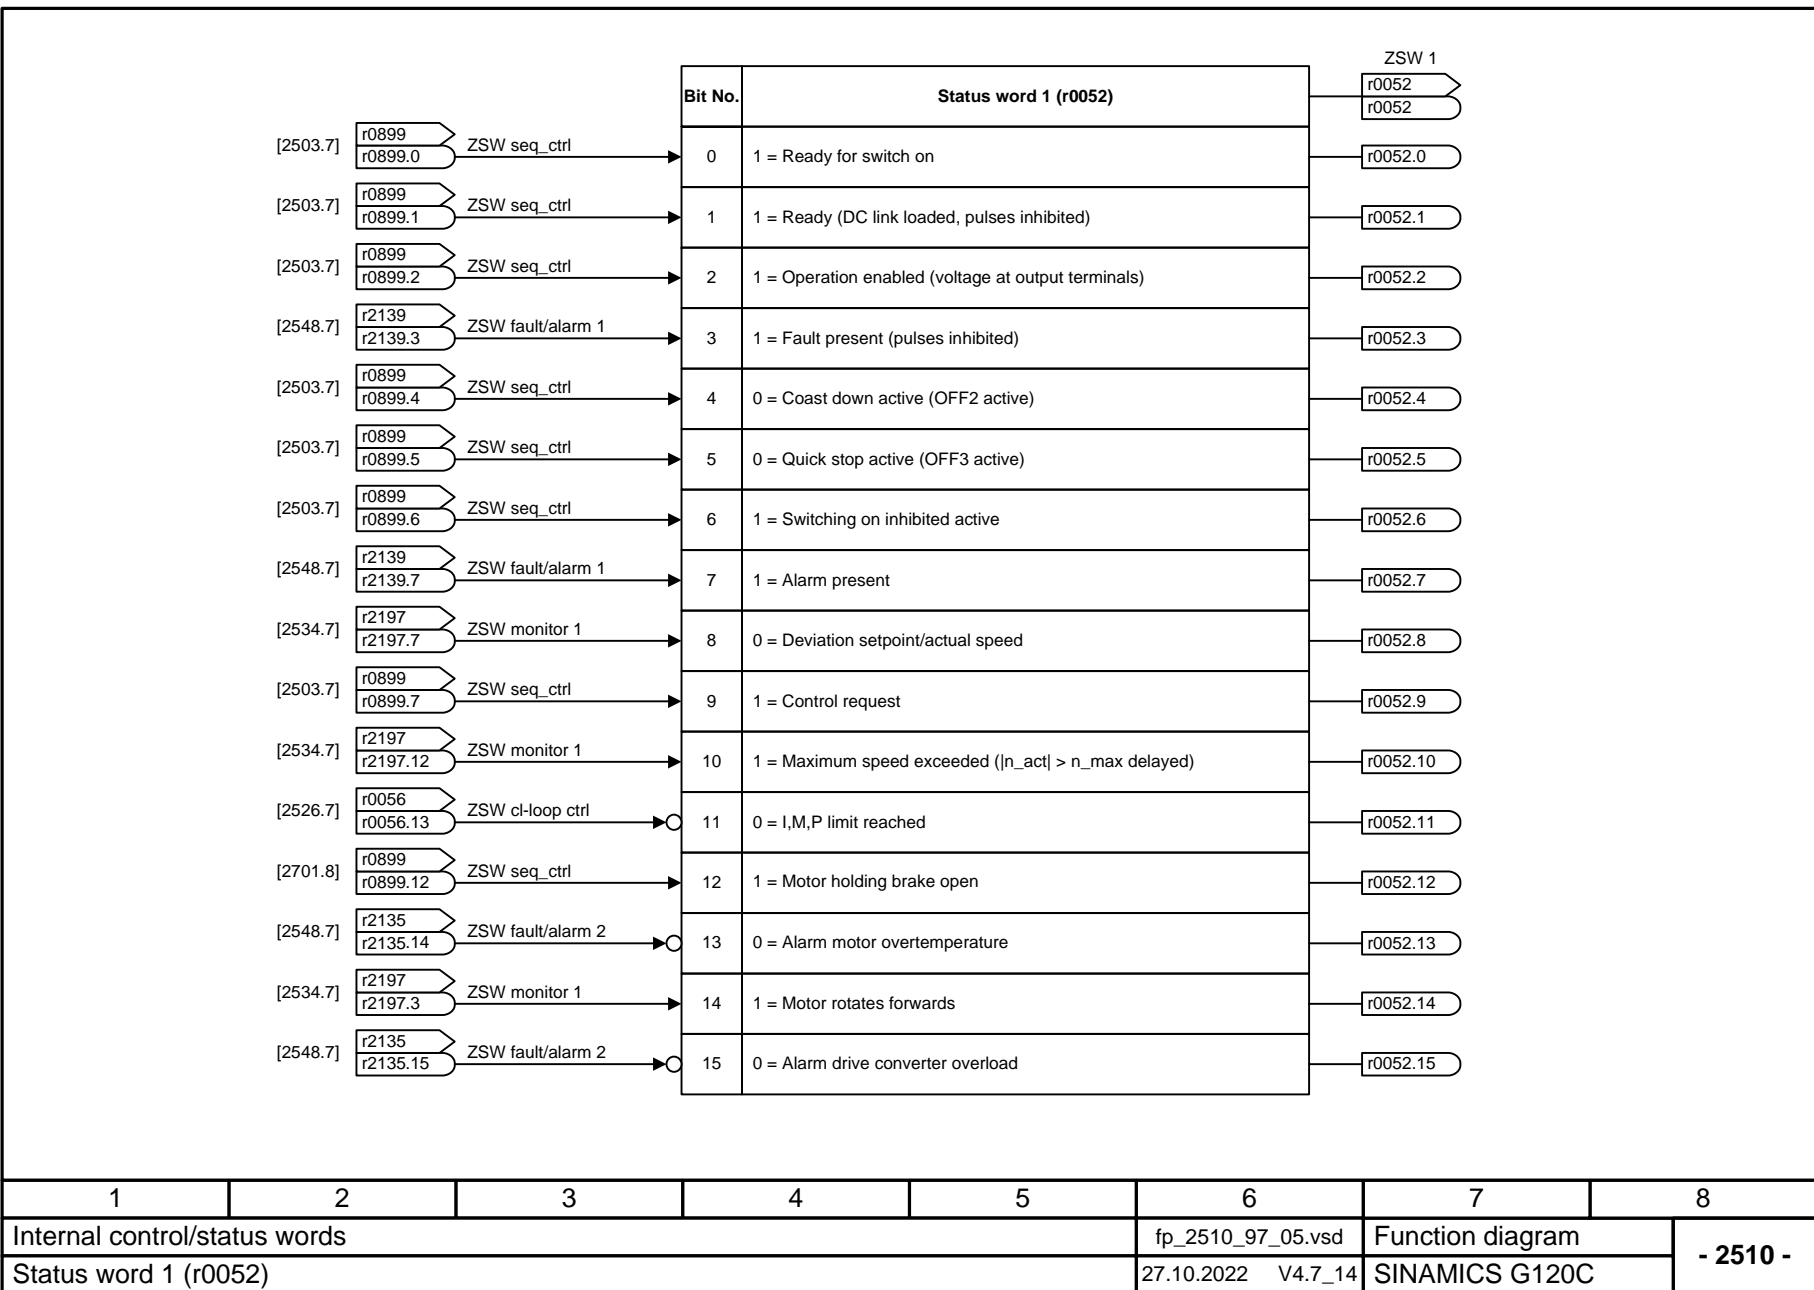 ZSW 1
Bit No. Status word 1 (r0052) r0052
r0052
[2503.7] r0899 ZSW seq_ctrl
r0899.0 0 1 = Ready for switch on r0052.0
[2503.7] r0899 ZSW seq_ctrl
r0899.1 1 1 = Ready (DC link loaded, pulses inhibited) r0052.1
[2503.7] r0899 ZSW seq_ctrl
r0899.2 2 1 = Operation enabled (voltage at output terminals) r0052.2
[2548.7] r2139 ZSW fault/alarm 1
r2139.3 3 1 = Fault present (pulses inhibited) r0052.3
[2503.7] r0899 ZSW seq_ctrl
r0899.4 4 0 = Coast down active (OFF2 active) r0052.4
[2503.7] r0899 ZSW seq_ctrl
r0899.5 5 0 = Quick stop active (OFF3 active) r0052.5
[2503.7] r0899 ZSW seq_ctrl
r0899.6 6 1 = Switching on inhibited active r0052.6
[2548.7] r2139 ZSW fault/alarm 1
r2139.7 7 1 = Alarm present r0052.7
[2534.7] r2197 ZSW monitor 1
r2197.7 8 0 = Deviation setpoint/actual speed r0052.8
[2503.7] r0899 ZSW seq_ctrl
r0899.7 9 1 = Control request r0052.9
[2534.7] r2197 ZSW monitor 1
r2197.12 10 1 = Maximum speed exceeded (|n_act| > n_max delayed) r0052.10
[2526.7] r0056 ZSW cl-loop ctrl
r0056.13 11 0 = I,M,P limit reached r0052.11
[2701.8] r0899 ZSW seq_ctrl
r0899.12 12 1 = Motor holding brake open r0052.12
[2548.7] r2135 ZSW fault/alarm 2
r2135.14 13 0 = Alarm motor overtemperature r0052.13
[2534.7] r2197 ZSW monitor 1
r2197.3 14 1 = Motor rotates forwards r0052.14
[2548.7] r2135 ZSW fault/alarm 2
r2135.15 15 0 = Alarm drive converter overload r0052.15
1 2 3 4 5 6 7 8
Internal control/status words fp_2510_97_05.vsd Function diagram - 2510 -
Status word 1 (r0052) 27.10.2022 V4.7_14 SINAMICS G120C